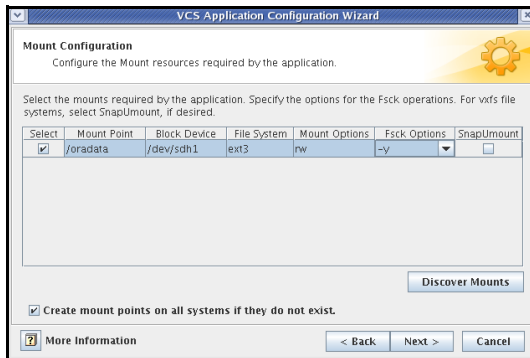 VCS Application Configuration Wizard
Mount Configuration
Configure the Mount resources required by the application.
Select the mounts required by the application. Specify the options for the Fsck operations. For vxfs file
systems, select SnapUmount, if desired.
Select Mount Point Block Device File System Mount Options Fsck Options SnapUmount
/oradata /dev/sdh1 ext3 rw -y
Discover Mounts
Create mount points on all systems if they do not exist.
? More Information < Back Next > Cancel